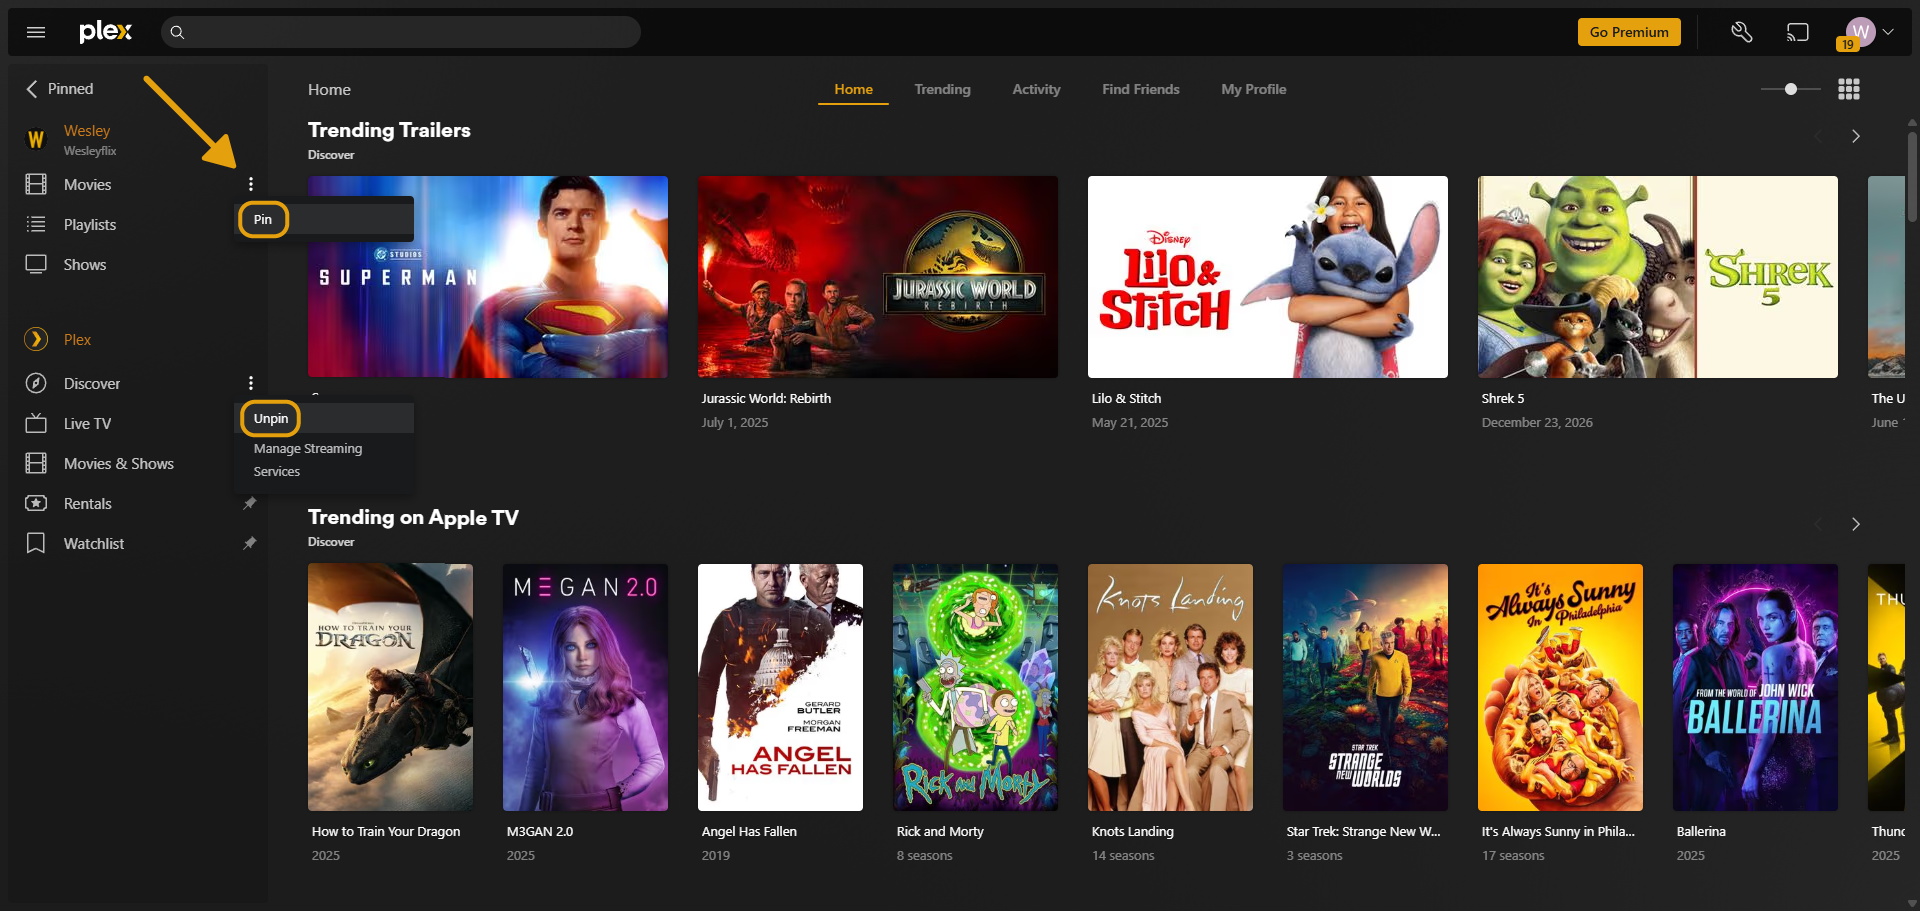 plex
Go Premium
W
19
Pinned
Home
Home
Trending
Activity
Find Friends
My Profile
W
Wesley
Wesleyflix
Movies
Pin
Playlists
Shows
Plex
Discover
Unpin
Manage Streaming
Services
Live TV
Movies & Shows
Rentals
Watchlist
Trending Trailers
Discover
DC STUDIOS
SUPERMAN
JURASSIC WORLD
REBIRTH
Disney
Lilo &
Stitch
SHREK
5
Jurassic World: Rebirth
July 1, 2025
Lilo & Stitch
May 21, 2025
Shrek 5
December 23, 2026
The U
June
Trending on Apple TV
Discover
HOW TO TRAIN YOUR
DRAGON
M3GAN 2.0
GERARD
BUTLER
MORGAN
FREEMAN
ANGEL
HAS FALLEN
Rick and Morty
Knots Landing
STAR TREK
STRANGE
NEW WORLDS
It's
Always Sunny
In Philadelphia
FROM THE WORLD OF JOHN WICK
BALLERINA
THU
How to Train Your Dragon
2025
M3GAN 2.0
2025
Angel Has Fallen
2019
Rick and Morty
8 seasons
Knots Landing
14 seasons
Star Trek: Strange New W...
3 seasons
It's Always Sunny in Phila...
17 seasons
Ballerina
2025
Thunc
2025